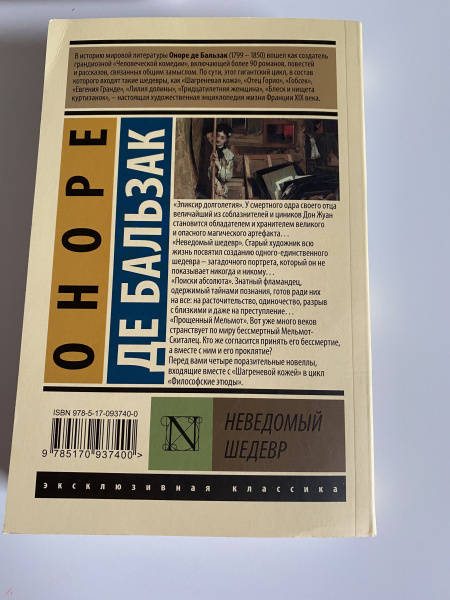 В историю мировой литературы Оноре де Бальзак (1799 – 1850) вошел как создатель
грандиозной «Человеческой комедии», включающей более 90 романов, повестей
и рассказов, связанных общим замыслом. По сути, этот гигантский цикл, в состав
которого входят такие шедевры, как «Шагреневая кожа», «Отец Горио», «Гобсек»,
«Евгения Гранде», «Лилия долины», «Тридцатилетняя женщина», «Блеск и нищета
куртизанок», – настоящая художественная энциклопедия жизни Франции XIX века.
ОНОРЕ
ДЕ БАЛЬЗАК
«Эликсир долголетия». У смертного одра своего отца
величайший из соблазнителей и циников Дон Жуан
становится обладателем и хранителем великого
и опасного магического артефакта...
«Неведомый шедевр». Старый художник всю
жизнь посвятил созданию одного-единственного
шедевра – загадочного портрета, который он не
показывает никогда и никому...
«Поиски абсолюта». Знатный фламандец,
одержимый тайнами познания, готов ради них
на все: на расточительство, одиночество, разрыв
с близкими и даже на преступление...
«Прощенный Мельмот». Вот уже много веков
странствует по миру бессмертный Мельмот-
Скиталец. Кто же согласится принять его бессмертие,
а вместе с ним и его проклятие?
Перед вами четыре поразительные новеллы,
входящие вместе с «Шагреневой кожей» в цикл
«Философские этюды».
ISBN 978-5-17-093740-0
9 785170 937400 >
N
НЕВЕДОМЫЙ
ШЕДЕВР
эксклюзивная классика